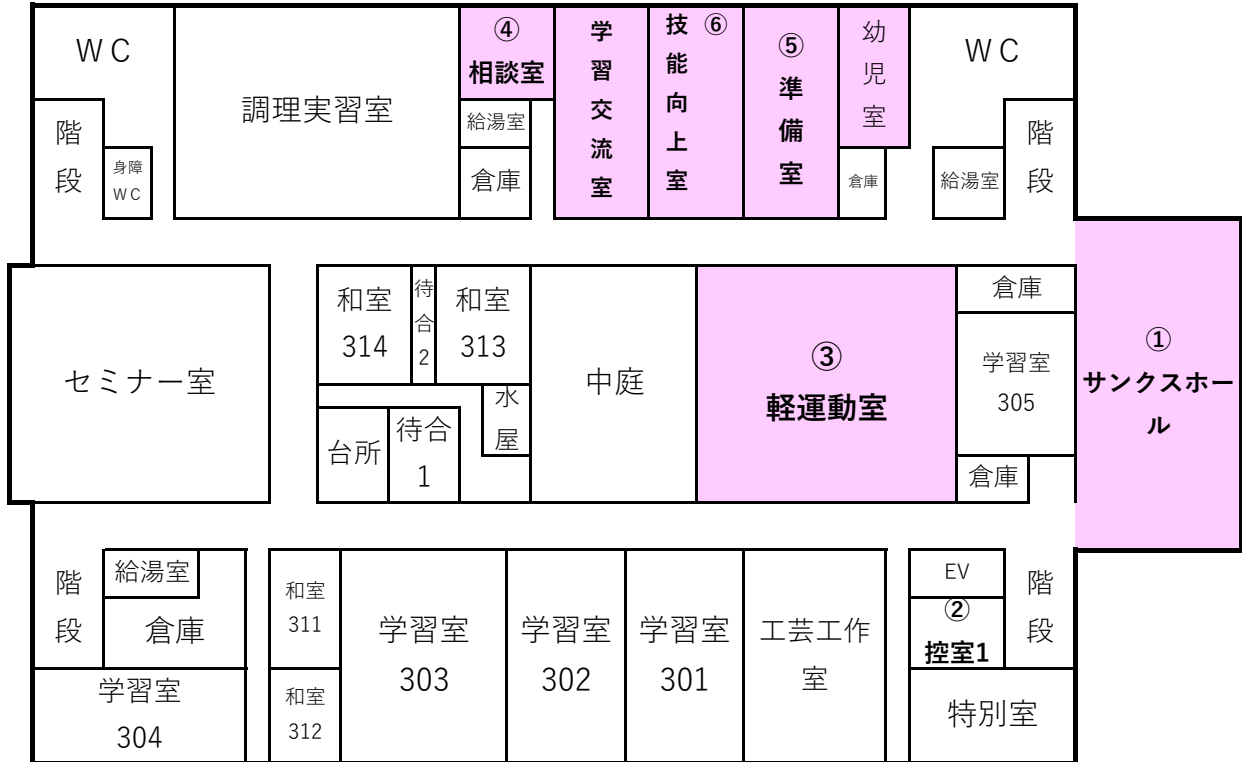 WC
調理実習室
④
相談室
学習交流室
技能向上室
⑥
⑤
準備室
幼児室
WC
階段
身障
WC
給湯室
倉庫
倉庫
給湯室
階段
セミナー室
和室
314
待合2
和室
313
中庭
③
軽運動室
倉庫
学習室
305
倉庫
①
サンクスホー
ル
台所
待合
1
水屋
階段
給湯室
倉庫
学習室
304
和室
311
和室
312
学習室
303
学習室
302
学習室
301
工芸工作
室
EV
②
控室1
階段
特別室